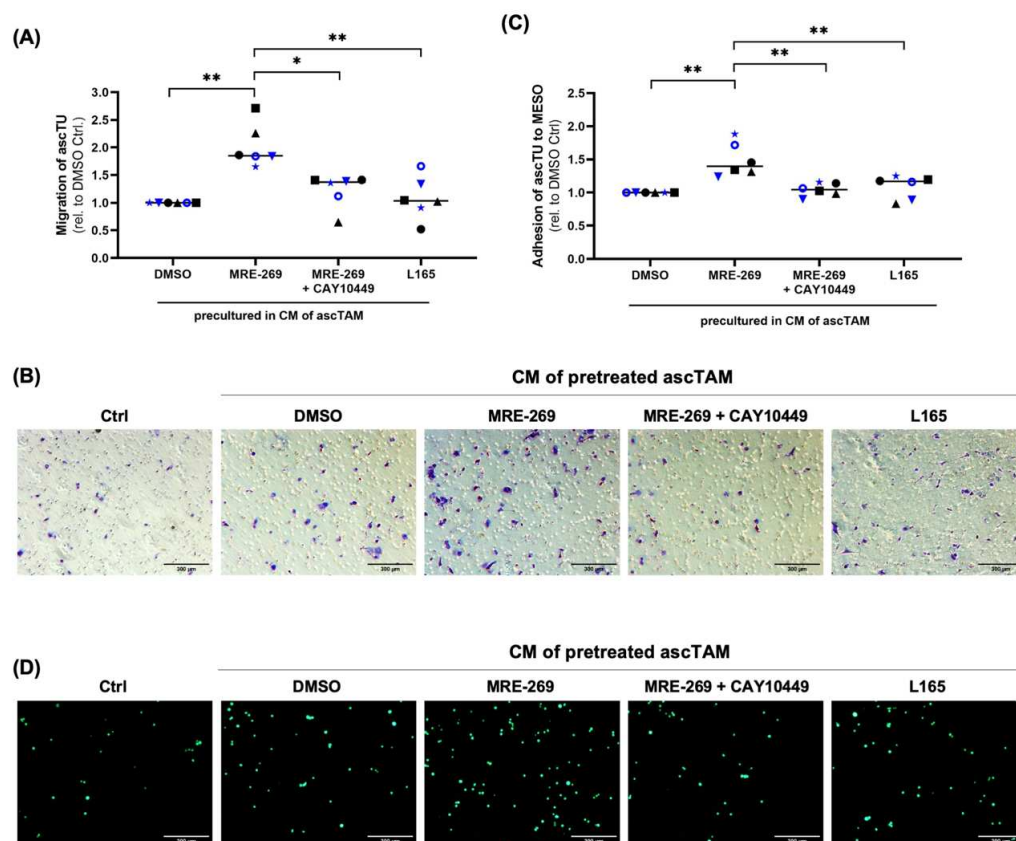 (A)
**
**
*
Migration of ascTU
(rel. to DMSO Ctrl.)
3.0
2.5
2.0
1.5
1.0
0.5
0.0
DMSO
MRE-269
MRE-269
+ CAY10449
L165
precultured in CM of ascTAM
(C)
**
**
**
Adhesion of ascTU to MESO
(rel. to DMSO Ctrl.)
2.5
2.0
1.5
1.0
0.5
0.0
DMSO
MRE-269
MRE-269
+ CAY10449
L165
precultured in CM of ascTAM
(B)
CM of pretreated ascTAM
Ctrl
DMSO
MRE-269
MRE-269 + CAY10449
L165
300 µm
300 µm
300 µm
300 µm
300 µm
(D)
CM of pretreated ascTAM
Ctrl
DMSO
MRE-269
MRE-269 + CAY10449
L165